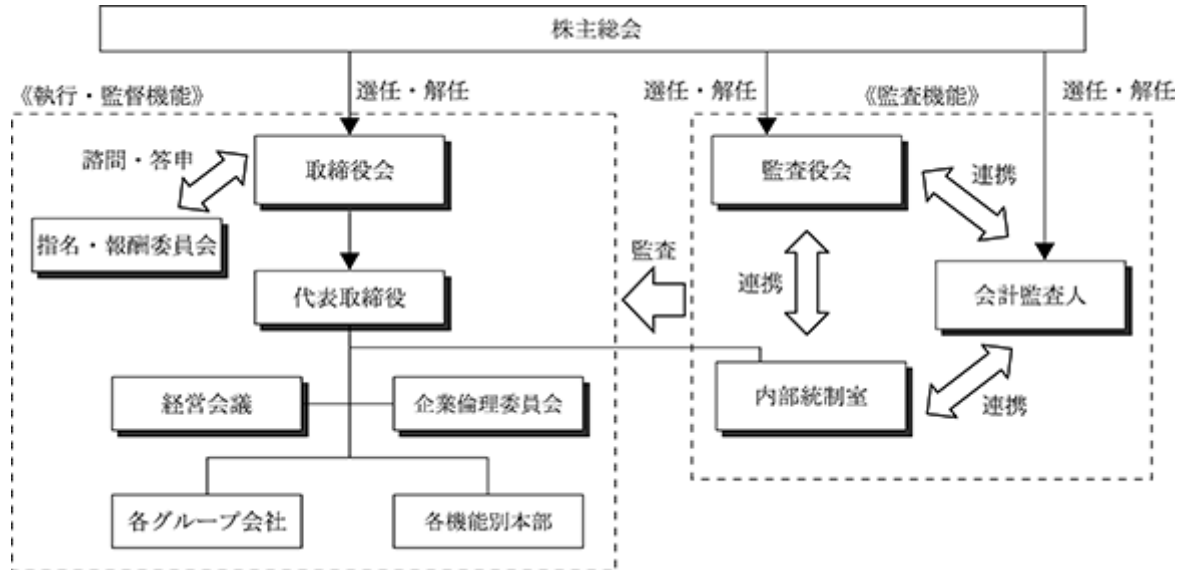 株主総会
選任・解任
選任・解任
選任・解任
《執行・監督機能》
《監査機能》
諮問・答申
取締役会
監査役会
連携
指名・報酬委員会
監査
代表取締役
連携
会計監査人
経営会議
企業倫理委員会
内部統制室
連携
各グループ会社
各機能別本部